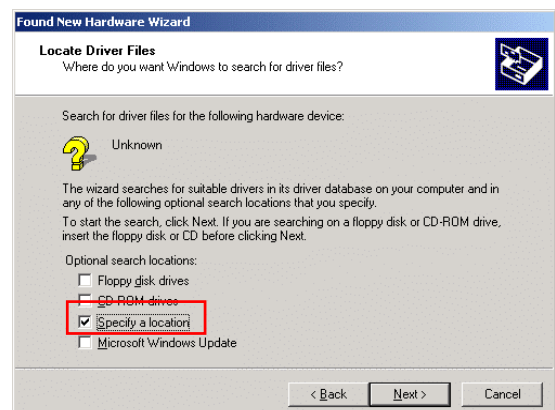 Found New Hardware Wizard
Locate Driver Files
Where do you want Windows to search for driver files?
Search for driver files for the following hardware device:
Unknown
The wizard searches for suitable drivers in its driver database on your computer and in
any of the following optional search locations that you specify.
To start the search, click Next. If you are searching on a floppy disk or CD-ROM drive,
insert the floppy disk or CD before clicking Next.
Optional search locations:
Floppy disk drives
CD-ROM drives
Specify a location
Microsoft Windows Update
< Back
Next >
Cancel